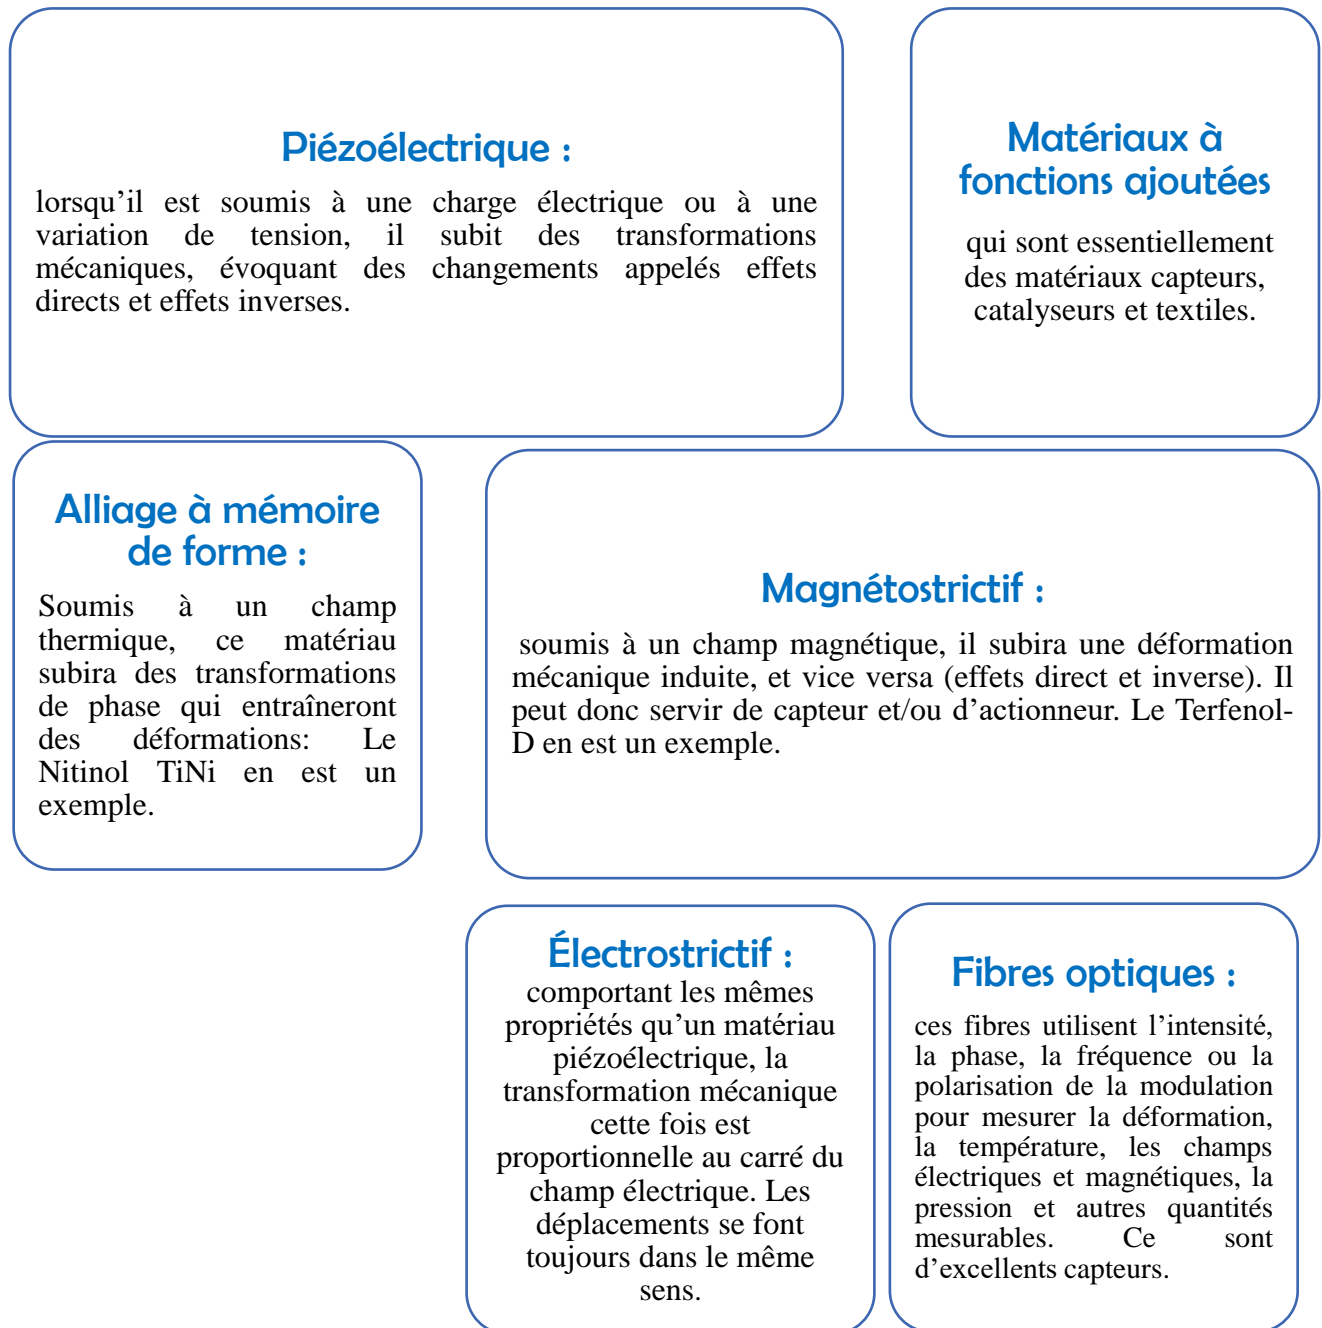 Piézoélectrique :
lorsqu’il est soumis à une charge électrique ou à une
variation de tension, il subit des transformations
mécaniques, évoquant des changements appelés effets
directs et effets inverses.
Matériaux à
fonctions ajoutées
qui sont essentiellement
des matériaux capteurs,
catalyseurs et textiles.
Alliage à mémoire
de forme :
Soumis à un champ
thermique, ce matériau
subira des transformations
de phase qui entraîneront
des déformations: Le
Nitinol TiNi en est un
exemple.
Magnétostrictif :
soumis à un champ magnétique, il subira une déformation
mécanique induite, et vice versa (effets direct et inverse). Il
peut donc servir de capteur et/ou d’actionneur. Le Terfenol-
D en est un exemple.
Électrostrictif :
comportant les mêmes
propriétés qu’un matériau
piézoélectrique, la
transformation mécanique
cette fois est
proportionnelle au carré du
champ électrique. Les
déplacements se font
toujours dans le même
sens.
Fibres optiques :
ces fibres utilisent l’intensité,
la phase, la fréquence ou la
polarisation de la modulation
pour mesurer la déformation,
la température, les champs
électriques et magnétiques, la
pression et autres quantités
mesurables. Ce sont
d’excellents capteurs.